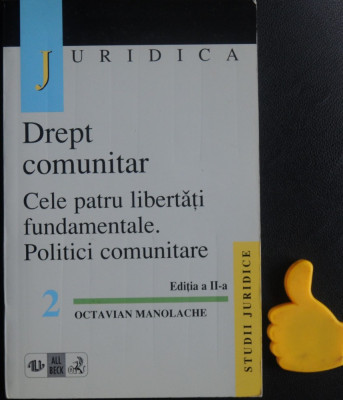 JURIDICA
Drept
comunitar
Cele patru libertăți
fundamentale.
Politici comunitare
Ediția a II-a
2
OCTAVIAN MANOLACHE
STUDII JURIDICE
ALL
BECK